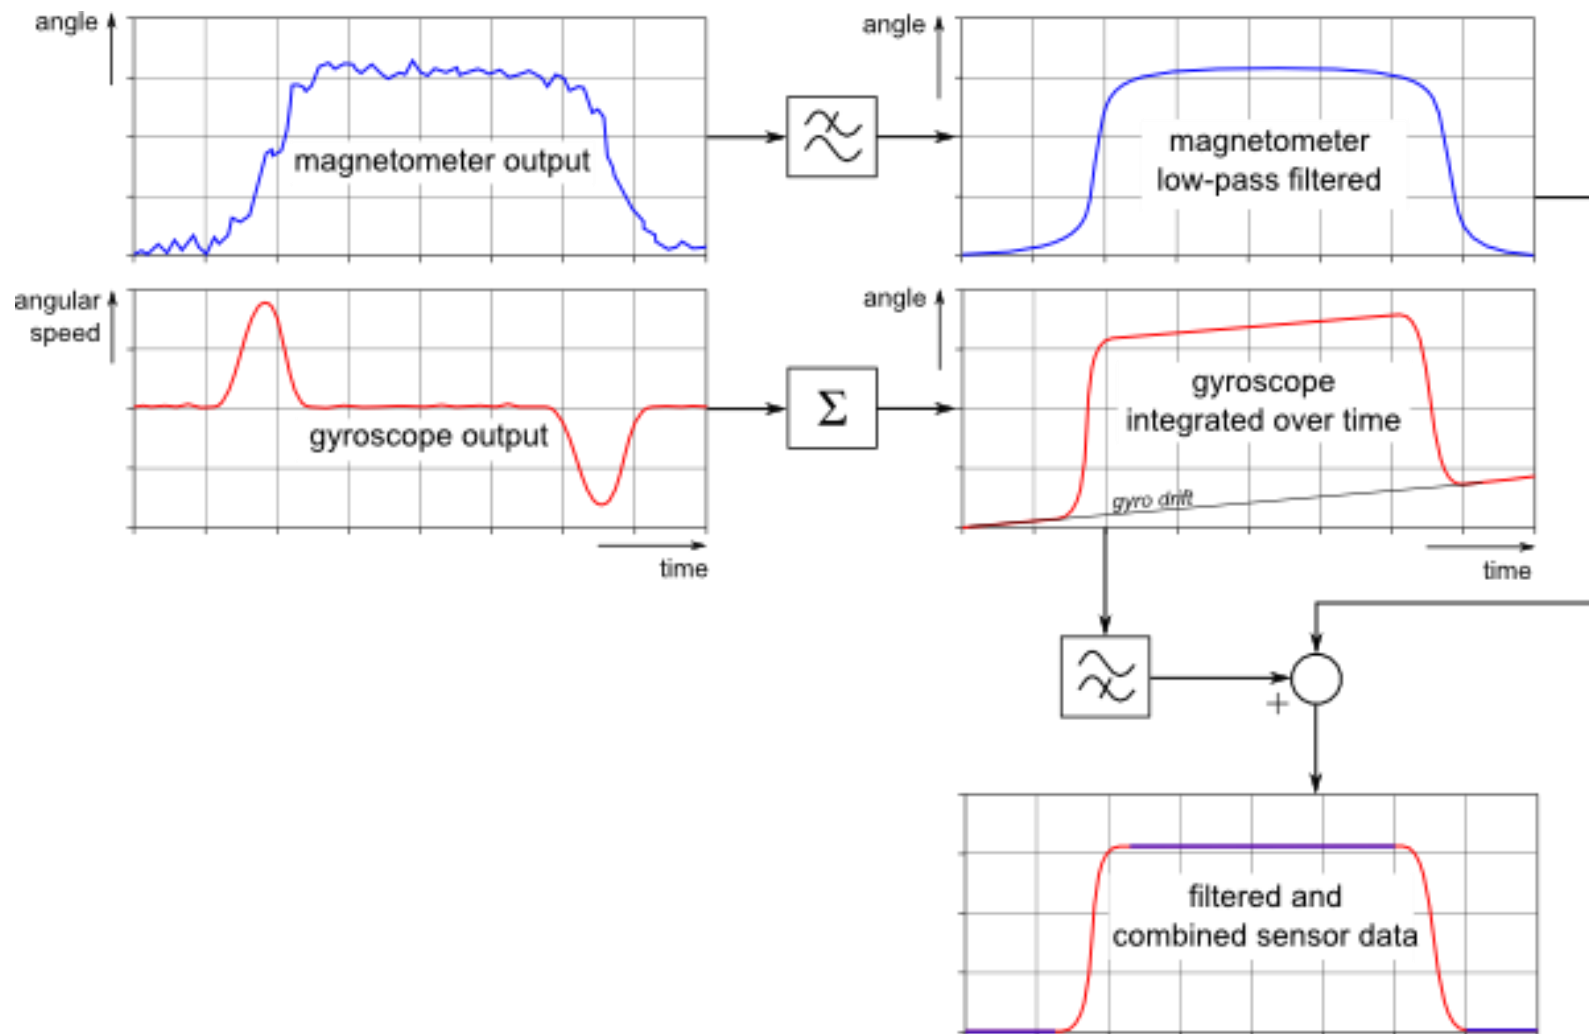 angle
magnetometer output
angle
magnetometer
low-pass filtered
angular
speed
gyroscope output
time
Σ
angle
gyroscope
integrated over time
gyro drift
time
+
filtered and
combined sensor data